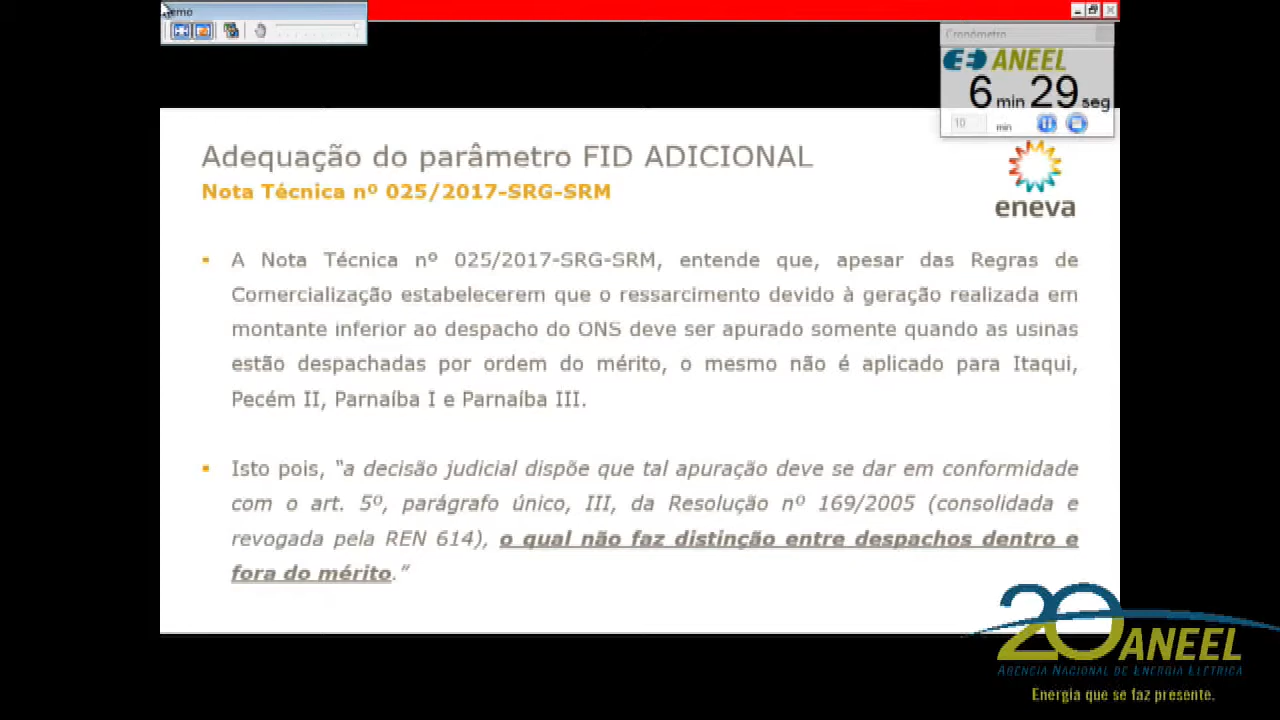 Demo
Cronômetro
ANEEL
6 min 29 seg
10 min
Adequação do parâmetro FID ADICIONAL
Nota Técnica nº 025/2017-SRG-SRM
eneva
▪ A Nota Técnica nº 025/2017-SRG-SRM, entende que, apesar das Regras de
Comercialização estabelecerem que o ressarcimento devido à geração realizada em
montante inferior ao despacho do ONS deve ser apurado somente quando as usinas
estão despachadas por ordem do mérito, o mesmo não é aplicado para Itaqui,
Pecém II, Parnaíba I e Parnaíba III.
▪ Isto pois, “a decisão judicial dispõe que tal apuração deve se dar em conformidade
com o art. 5º, parágrafo único, III, da Resolução nº 169/2005 (consolidada e
revogada pela REN 614), o qual não faz distinção entre despachos dentro e
fora do mérito.”
20 ANEEL
AGÊNCIA NACIONAL DE ENERGIA ELÉTRICA
Energia que se faz presente.